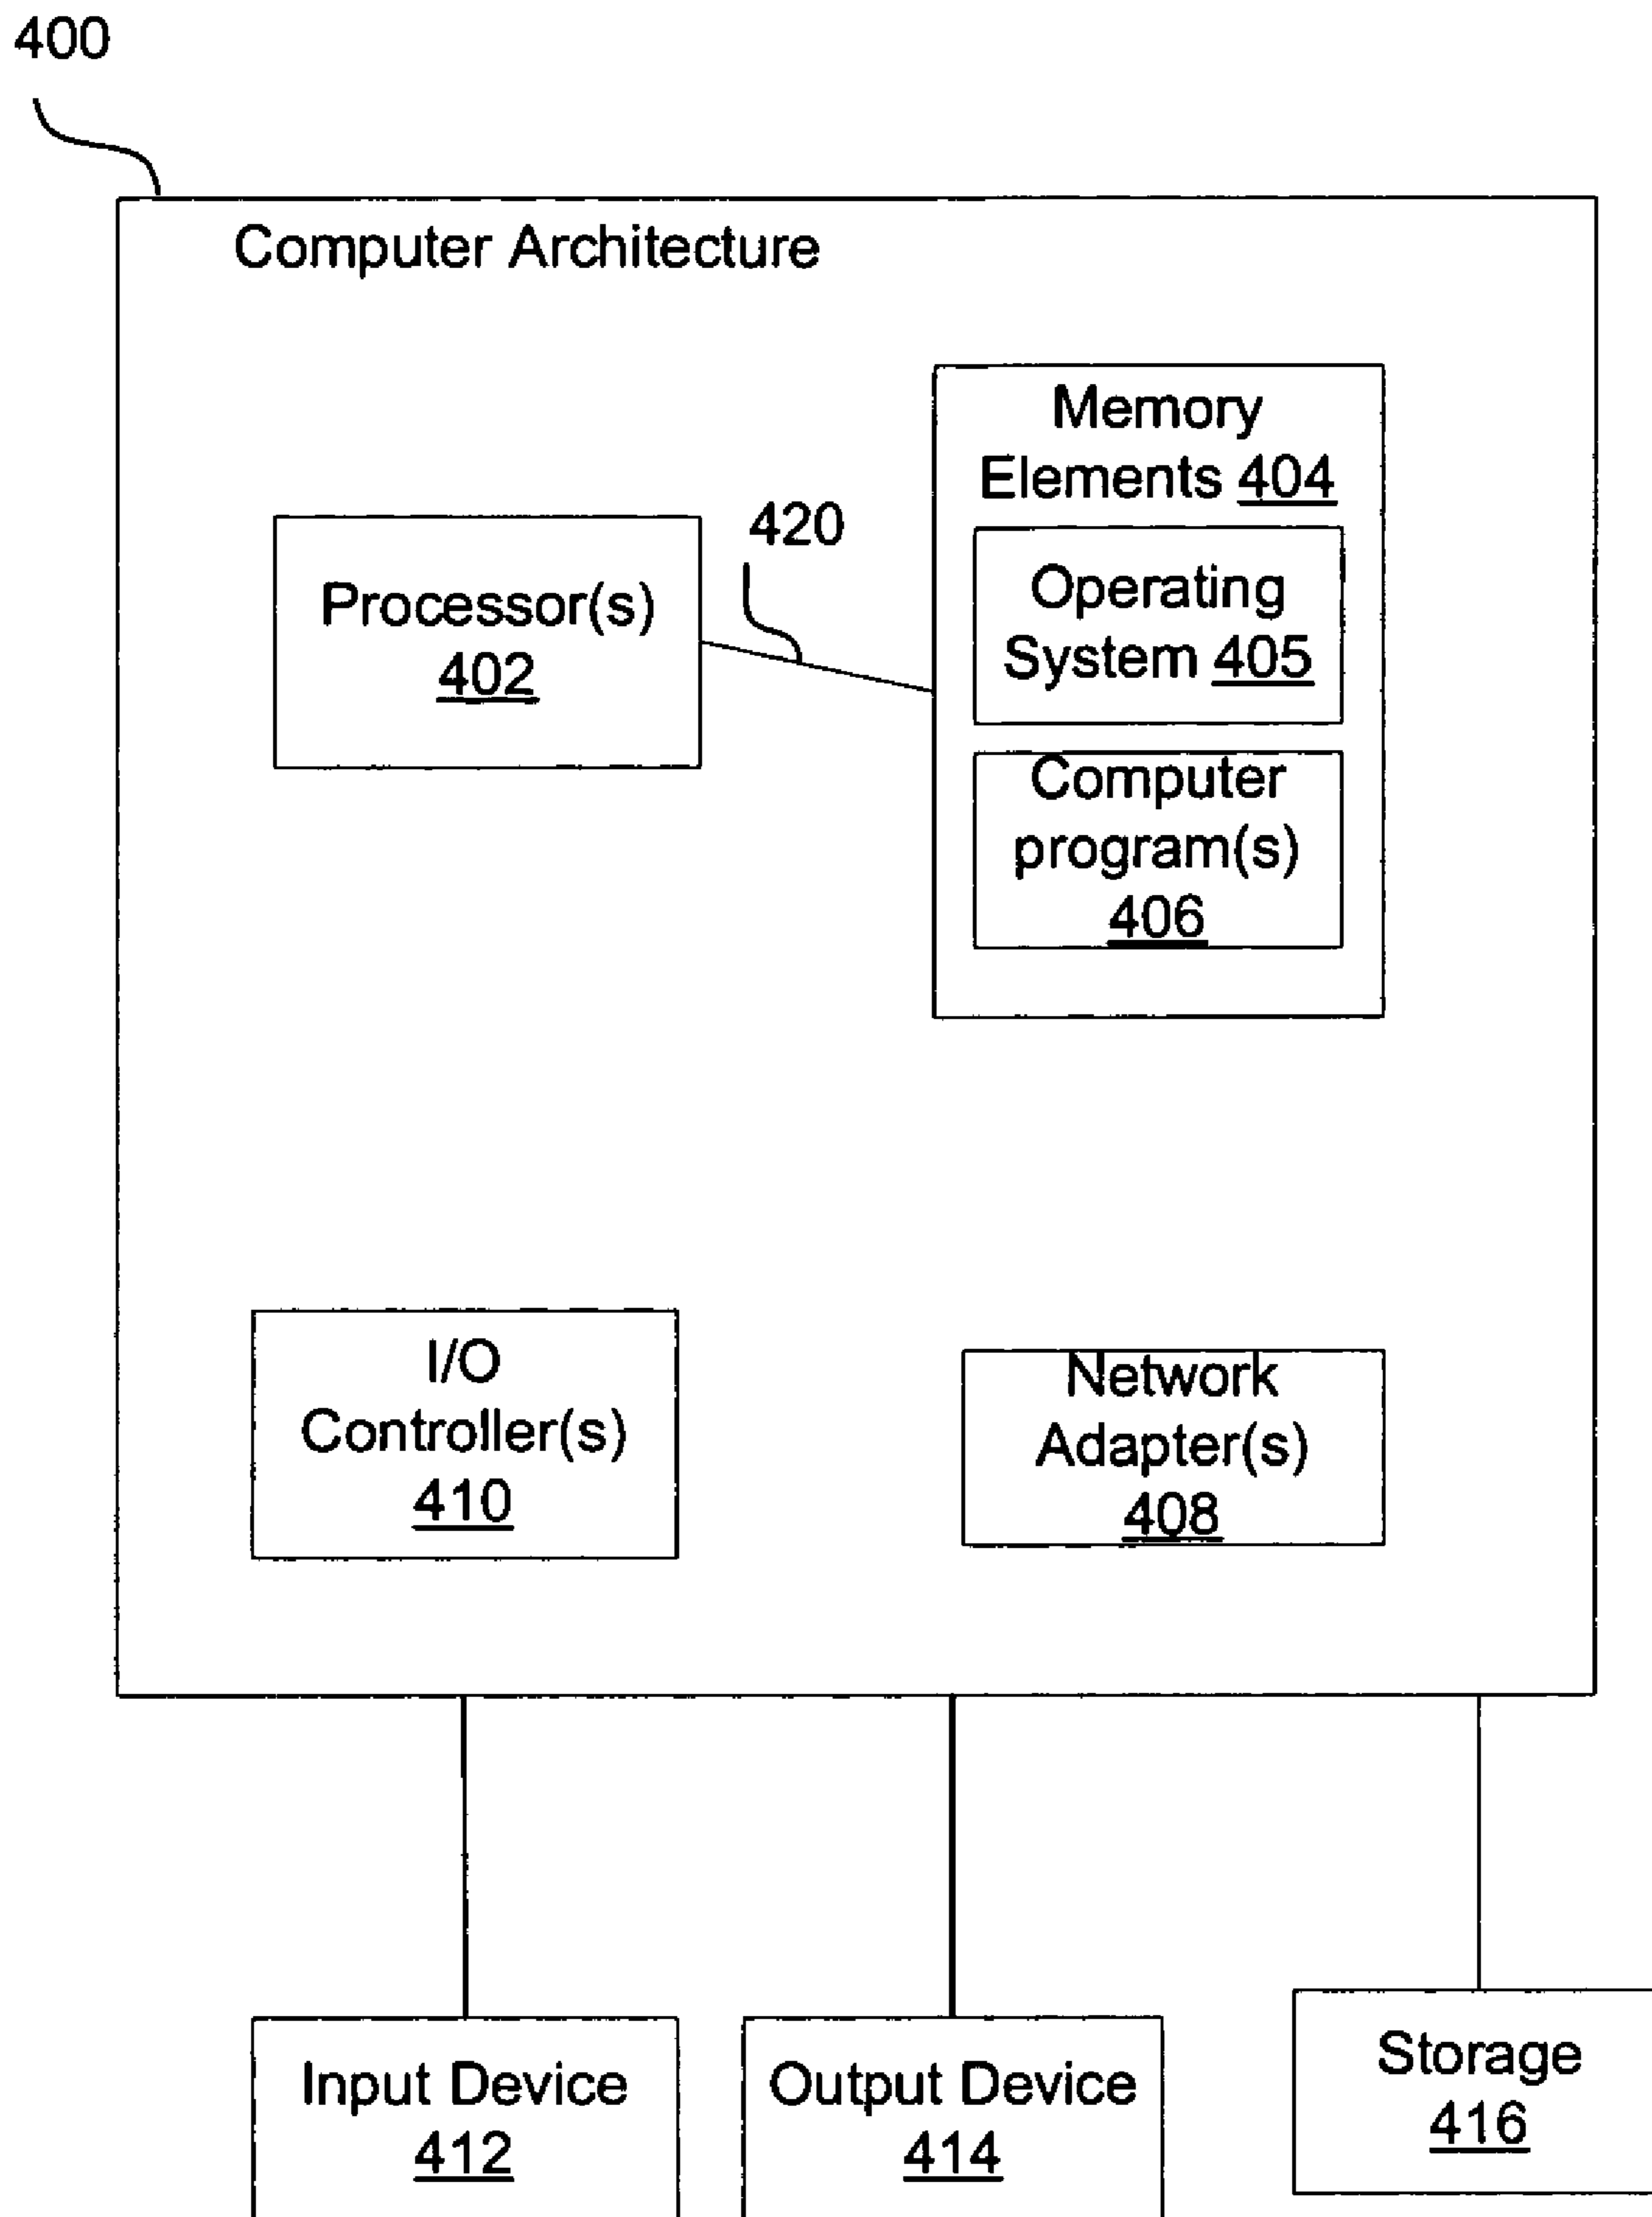 400
Computer Architecture
Memory
Elements 404
420
Operating
System 405
Processor(s)
402
Computer
program(s)
406
I/O
Controller(s)
410
Network
Adapter(s)
408
Input Device
412
Output Device
414
Storage
416